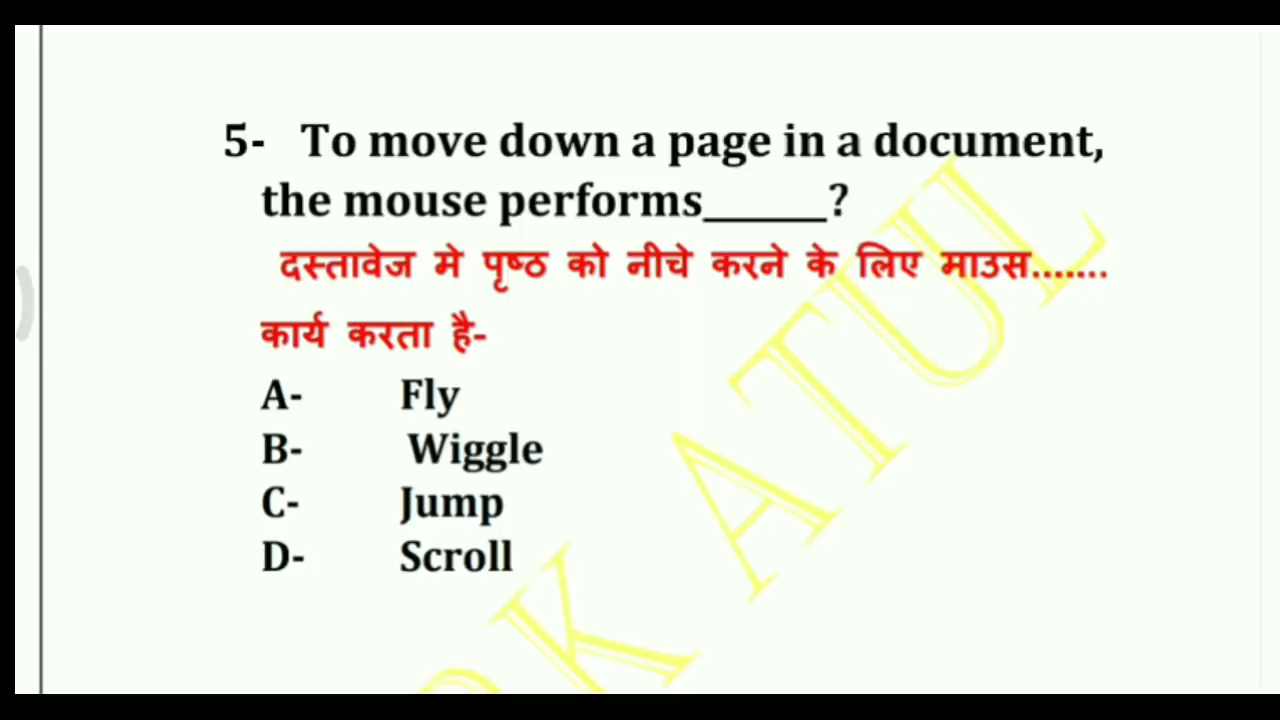 5- To move down a page in a document,
the mouse performs______?
दस्तावेज मे पृष्ठ को नीचे करने के लिए माउस.......
कार्य करता है-
A- Fly
B- Wiggle
C- Jump
D- Scroll
K ATUL